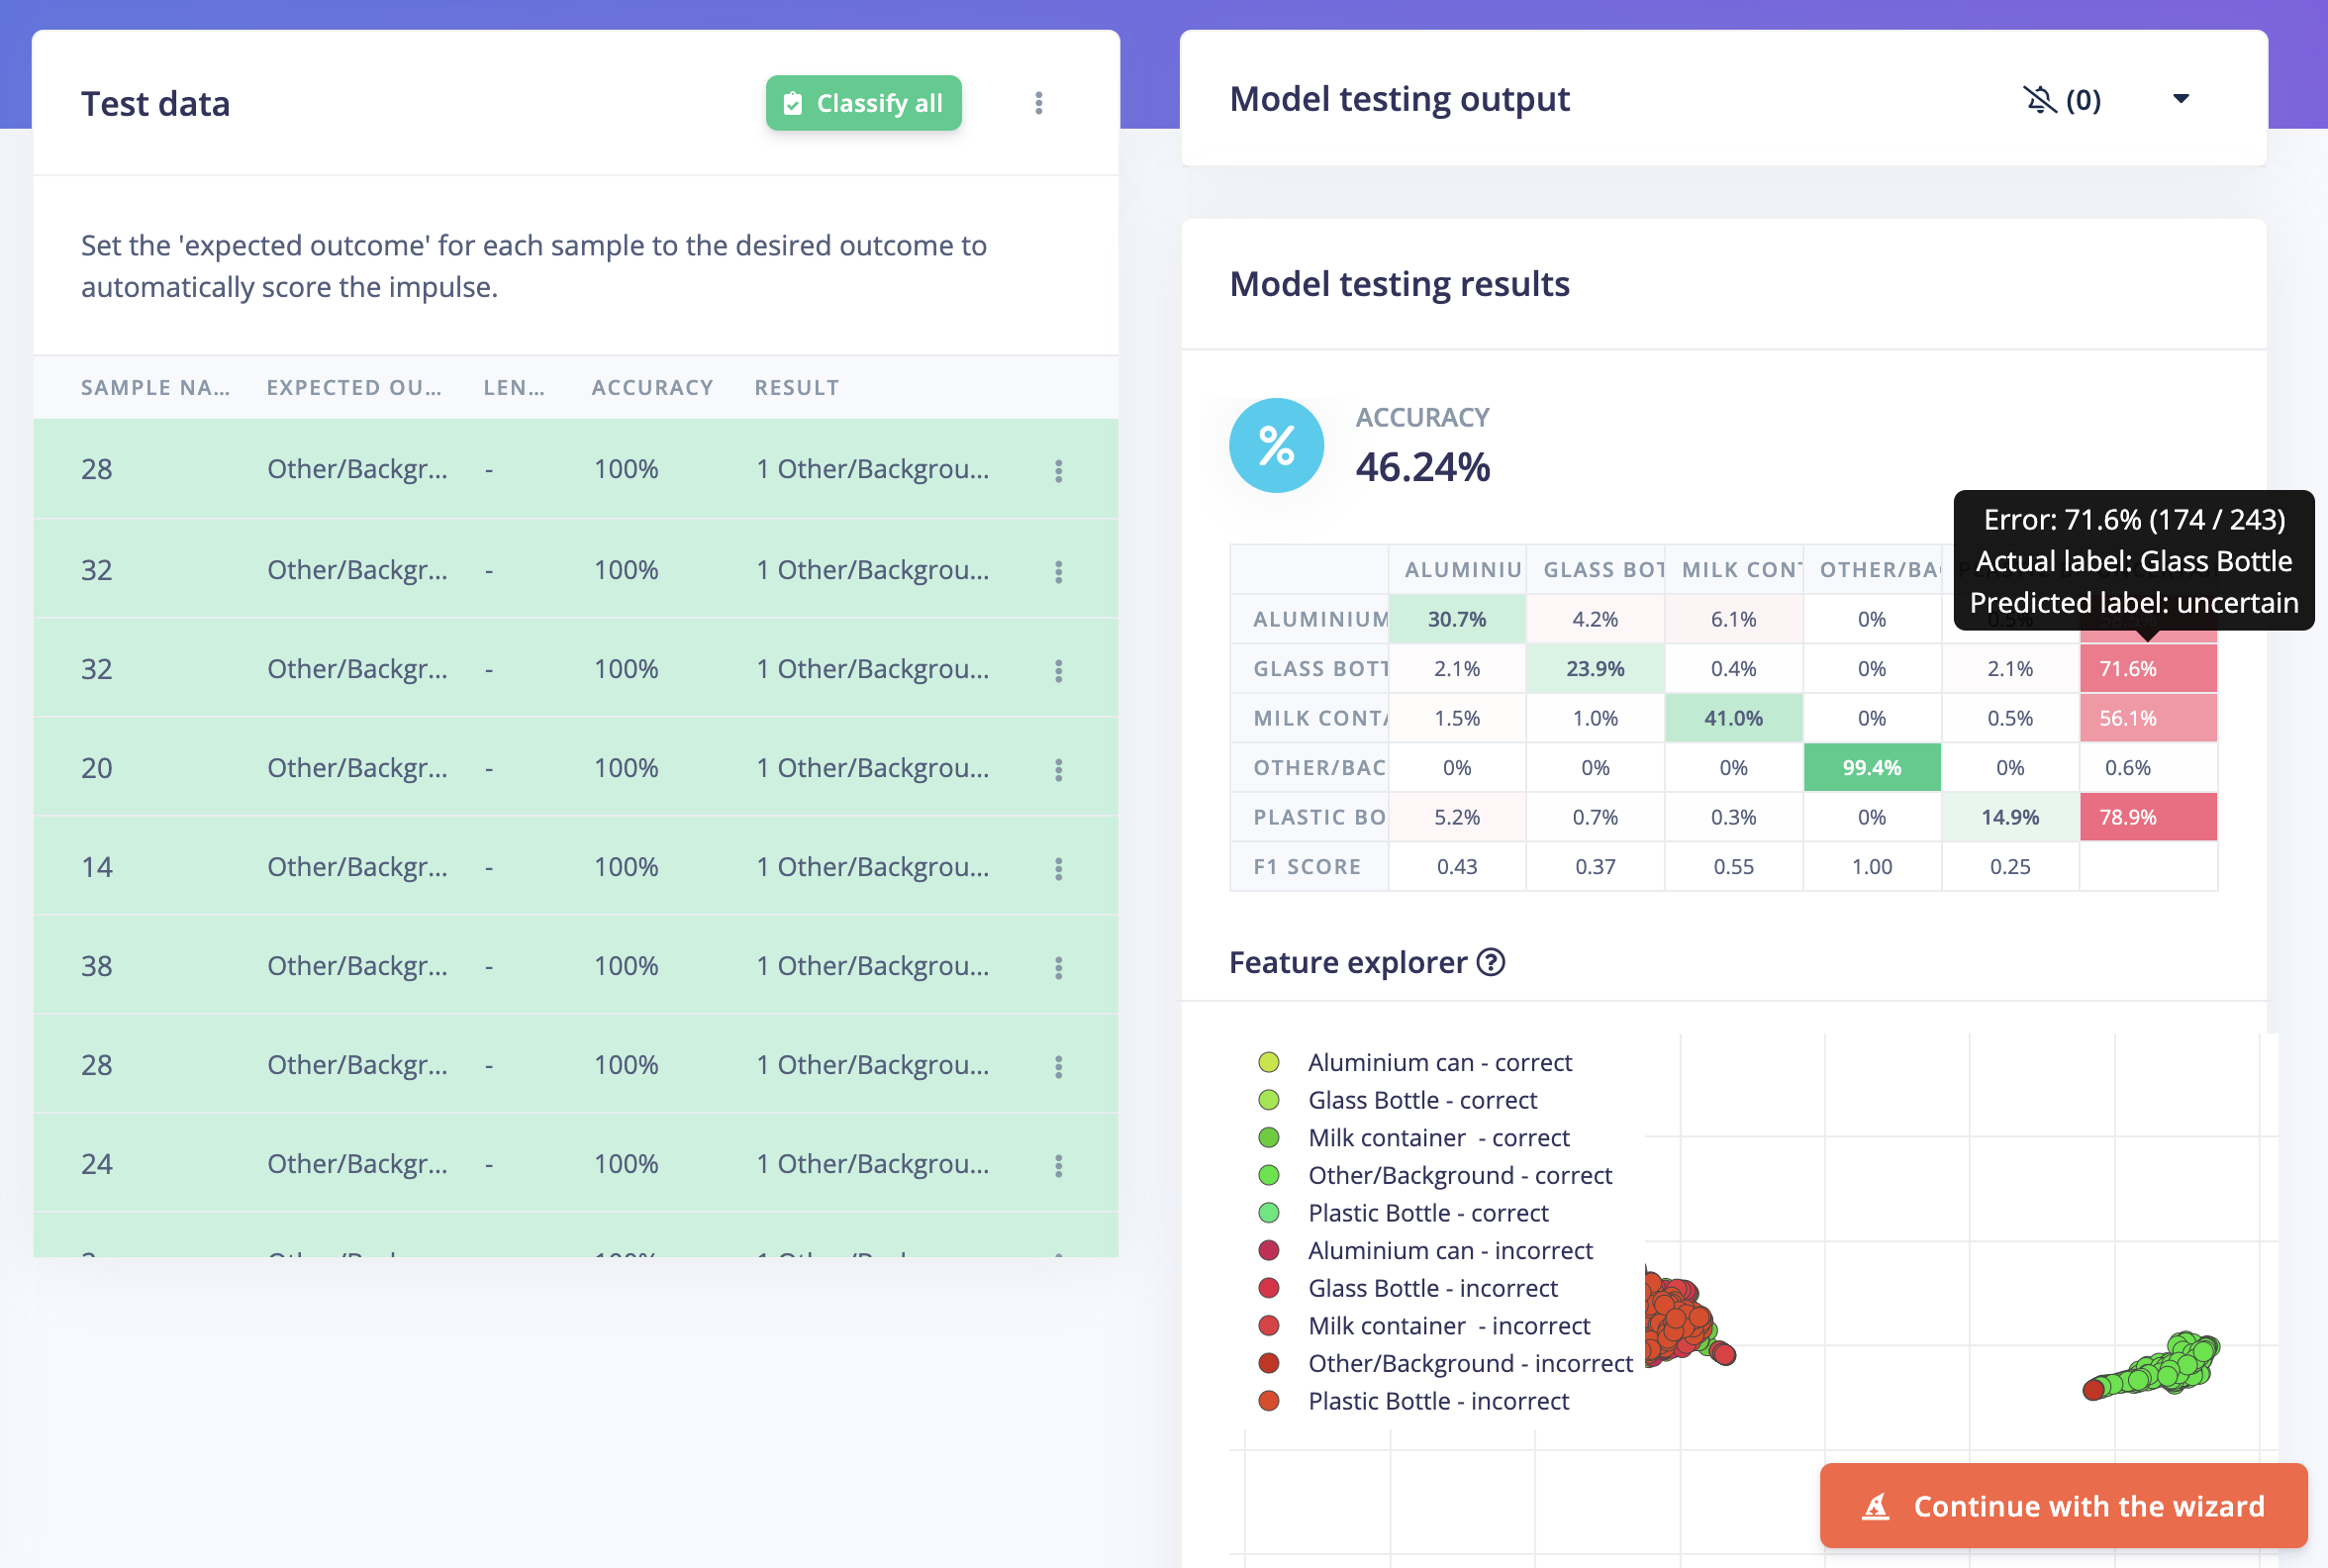 Test data
Classify all
Set the 'expected outcome' for each sample to the desired outcome to
automatically score the impulse.
SAMPLE NA... EXPECTED OU... LEN... ACCURACY RESULT
28 Other/Backgr... - 100% 1 Other/Backgrou...
32 Other/Backgr... - 100% 1 Other/Backgrou...
32 Other/Backgr... - 100% 1 Other/Backgrou...
20 Other/Backgr... - 100% 1 Other/Backgrou...
14 Other/Backgr... - 100% 1 Other/Backgrou...
38 Other/Backgr... - 100% 1 Other/Backgrou...
28 Other/Backgr... - 100% 1 Other/Backgrou...
24 Other/Backgr... - 100% 1 Other/Backgrou...
Model testing output (0)
Model testing results
% ACCURACY
46.24%
Error: 71.6% (174 / 243)
Actual label: Glass Bottle
Predicted label: uncertain
ALUMINIU GLASS BOT MILK CONT OTHER/BA
ALUMINIUM 30.7% 4.2% 6.1% 0% 0.5%
GLASS BOTT 2.1% 23.9% 0.4% 0% 2.1% 71.6%
MILK CONTA 1.5% 1.0% 41.0% 0% 0.5% 56.1%
OTHER/BAC 0% 0% 0% 99.4% 0% 0.6%
PLASTIC BO 5.2% 0.7% 0.3% 0% 14.9% 78.9%
F1 SCORE 0.43 0.37 0.55 1.00 0.25
Feature explorer ?
Aluminium can - correct
Glass Bottle - correct
Milk container - correct
Other/Background - correct
Plastic Bottle - correct
Aluminium can - incorrect
Glass Bottle - incorrect
Milk container - incorrect
Other/Background - incorrect
Plastic Bottle - incorrect
Continue with the wizard